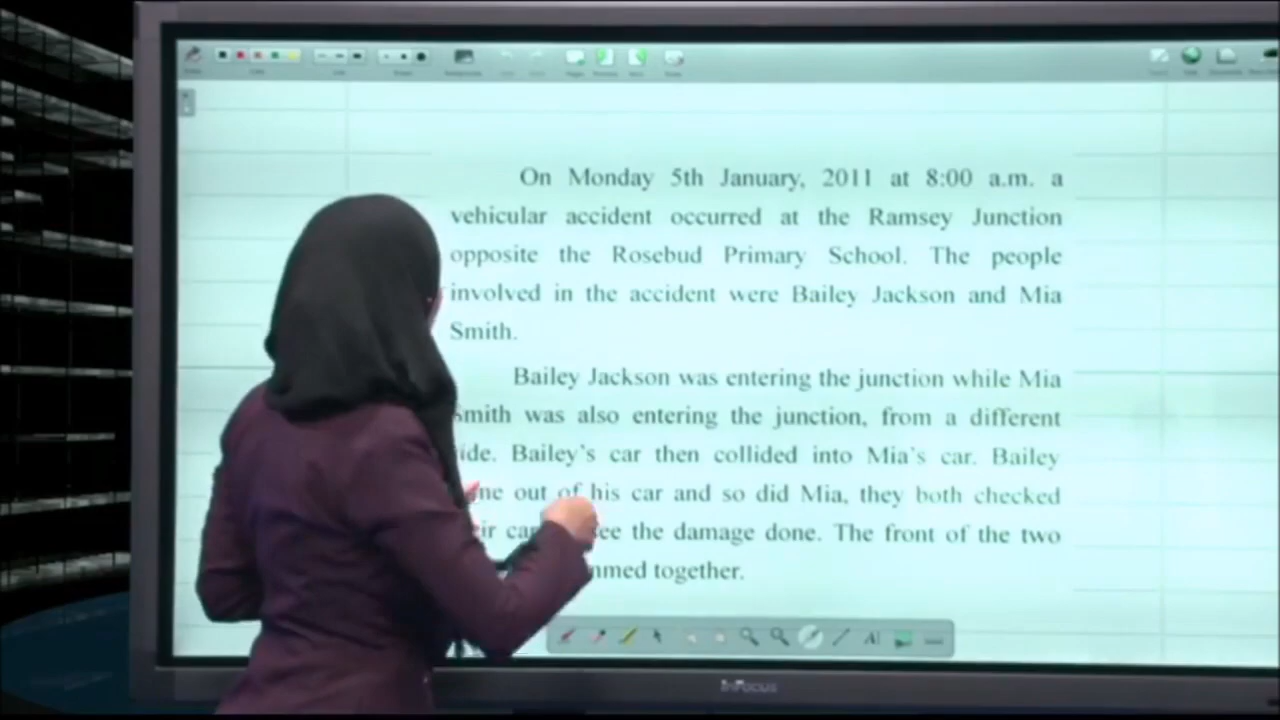 On Monday 5th January, 2011 at 8:00 a.m. a
vehicular accident occurred at the Ramsey Junction
opposite the Rosebud Primary School. The people
involved in the accident were Bailey Jackson and Mia
Smith.
Bailey Jackson was entering the junction while Mia
Smith was also entering the junction, from a different
Bailey's car then collided into Mia's car. Bailey
out of his car and so did Mia, they both checked
see the damage done. The front of the two
together.
InFocus